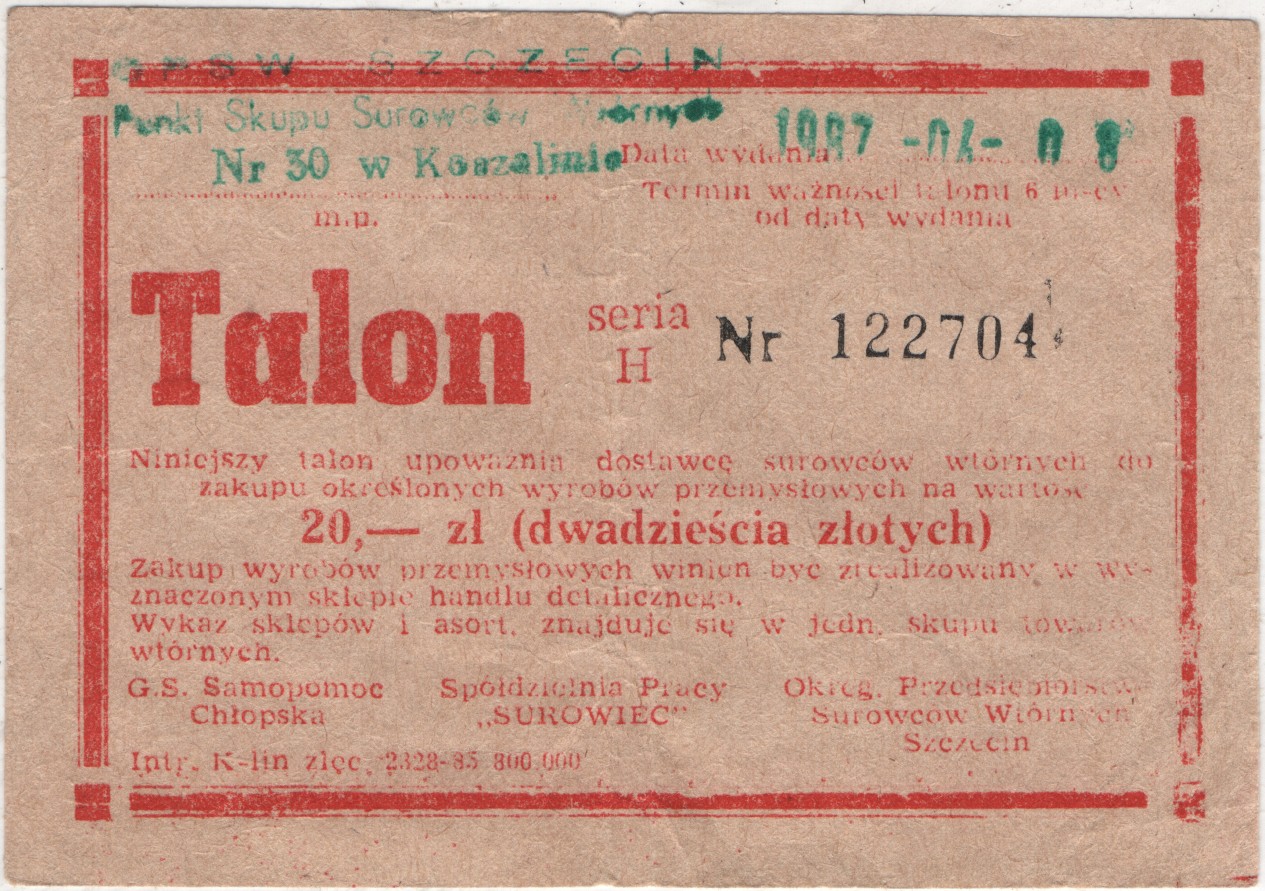 OPSW SZCZECIN
Punkt Skupu Surowców Wtórnych
Nr 30 w Koszalinie
m.p.
Data wydania 1987 -04- 08
Termin ważności talonu 6 m-cy
od daty wydania
Talon
seria
H
Nr 122704
Niniejszy talon upoważnia dostawcę surowców wtórnych do
zakupu określonych wyrobów przemysłowych na wartość
20,— zł (dwadzieścia złotych)
Zakup wyrobów przemysłowych winien być zrealizowany w wy-
znaczonym sklepie handlu detalicznego.
Wykaz sklepów i asort. znajduje się w jedn. skupu towarów
wtórnych.
G.S. Samopomoc
Chłopska
Spółdzielnia Pracy
„SUROWIEC”
Okręg. Przedsiębiorstwo
Surowców Wtórnych
Szczecin
Intr. K-lin zlec. 2328-85 800.000